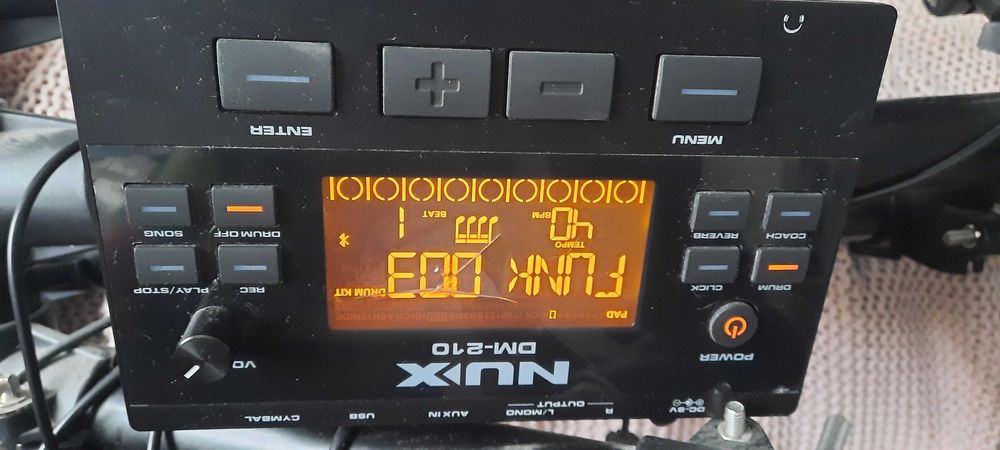 DC-9V R L/MONO AUX IN USB CYMBAL
OUTPUT
NUX
DM-210
POWER VO
PAD
DRUM CLICK FUNK 003 DRUM KIT REC PLAY/STOP
TEMPO
COACH REVERB 40 BPM 1 BEAT DRUM OFF SONG
MENU - + ENTER